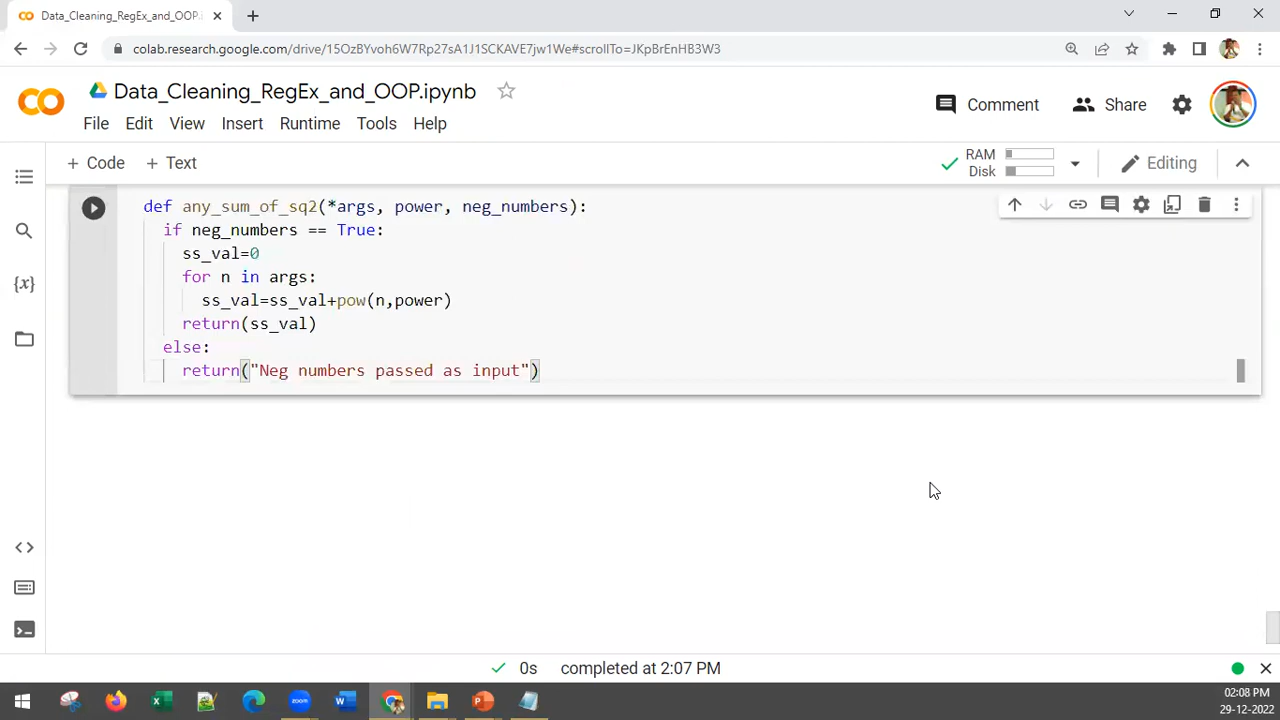 Data_Cleaning_RegEx_and_OOP.i
colab.research.google.com/drive/15OzBYvoh6W7Rp27sA1J1SCKAVE7jw1We#scrollTo=JKpBrEnHB3W3
Data_Cleaning_RegEx_and_OOP.ipynb
File Edit View Insert Runtime Tools Help
Comment Share
+ Code + Text
RAM
Disk
Editing
def any_sum_of_sq2(*args, power, neg_numbers):
if neg_numbers == True:
ss_val=0
for n in args:
ss_val=ss_val+pow(n,power)
return(ss_val)
else:
return("Neg numbers passed as input")
{x}
0s completed at 2:07 PM
zoom
02:08 PM
29-12-2022